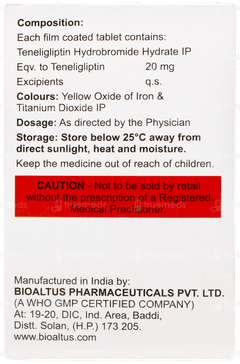 Composition:
Each film coated tablet contains:
Teneligliptin Hydrobromide Hydrate IP
Eqv. to Teneligliptin 20 mg
Excipients q.s.
Colours: Yellow Oxide of Iron &
Titanium Dioxide IP
Dosage: As directed by the Physician
Storage: Store below 25°C away from
direct sunlight, heat and moisture.
Keep the medicine out of reach of children.
CAUTION - Not to be sold by retail
without the prescription of a Registered
Medical Practitioner.
Manufactured in India by:
BIOALTUS PHARMACEUTICALS PVT. LTD.
(A WHO GMP CERTIFIED COMPANY)
At: 19-20, DIC, Ind. Area, Baddi,
Distt. Solan, (H.P.) 173 205.
www.bioaltus.com